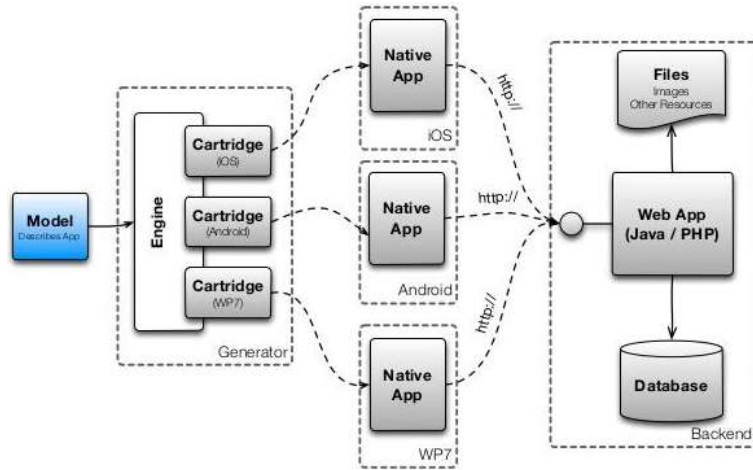 Model
Describes App
Engine
Cartridge
(iOS)
Cartridge
(Android)
Cartridge
(WP7)
Generator
Native
App
iOS
Native
App
Android
Native
App
WP7
http://
http://
http://
Files
Images
Other Resources
Web App
(Java / PHP)
Database
Backend